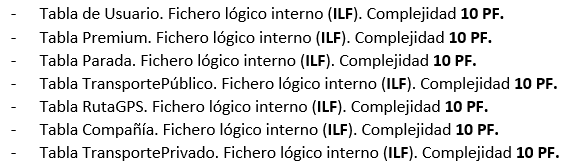 - Tabla de Usuario. Fichero lógico interno (ILF). Complejidad 10 PF.
- Tabla Premium. Fichero lógico interno (ILF). Complejidad 10 PF.
- Tabla Parada. Fichero lógico interno (ILF). Complejidad 10 PF.
- Tabla TransportePúblico. Fichero lógico interno (ILF). Complejidad 10 PF.
- Tabla RutaGPS. Fichero lógico interno (ILF). Complejidad 10 PF.
- Tabla Compañía. Fichero lógico interno (ILF). Complejidad 10 PF.
- Tabla TransportePrivado. Fichero lógico interno (ILF). Complejidad 10 PF.